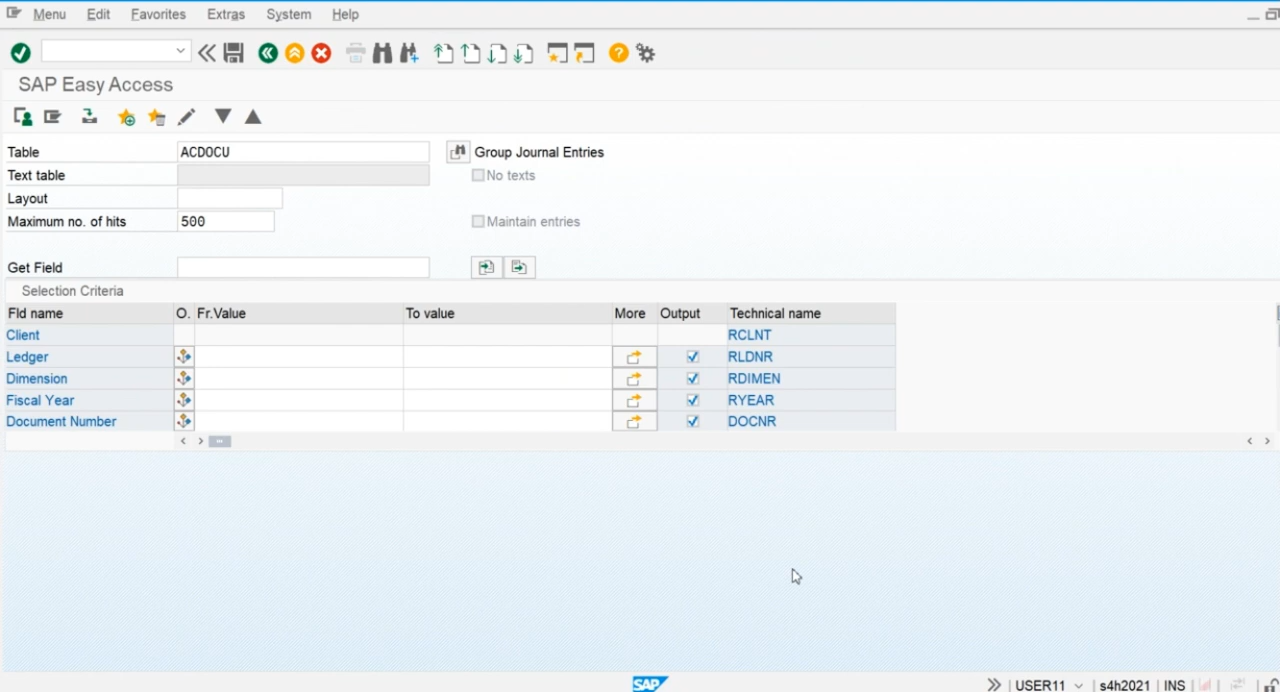 Menu Edit Favorites Extras System Help
SAP Easy Access
Table ACDOCU Group Journal Entries
Text table No texts
Layout
Maximum no. of hits 500 Maintain entries
Get Field
Selection Criteria
Fld name O. Fr.Value To value More Output Technical name
Client RCLNT
Ledger RLDNR
Dimension RDIMEN
Fiscal Year RYEAR
Document Number DOCNR
SAP USER11 s4h2021 INS